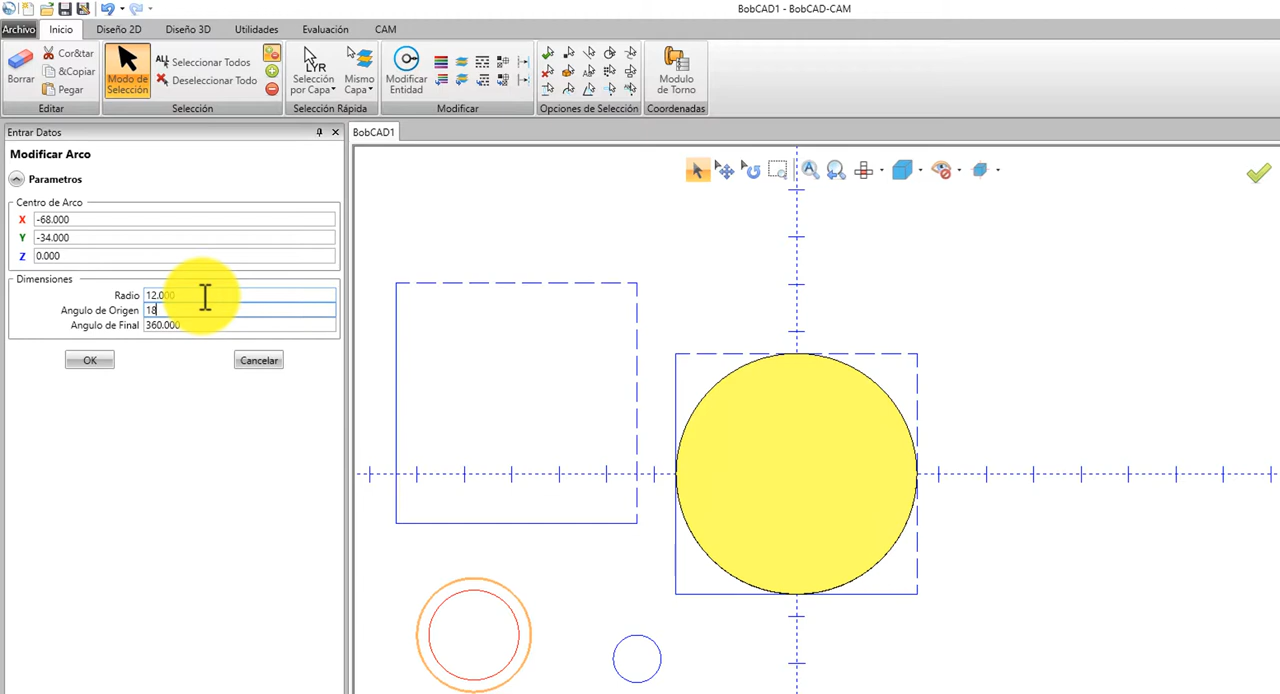 BobCAD1 - BobCAD-CAM
Archivo Inicio Diseño 2D Diseño 3D Utilidades Evaluación CAM
Borrar
Cor&tar
&Copiar
Pegar
Editar
Modo de Selección
ALL Seleccionar Todos
Deseleccionar Todo
Selección
LYR
Selección por Capa
Mismo Capa
Selección Rápida
Modificar Entidad
Modificar
Opciones de Selección
Modulo de Torno
Coordenadas
Entrar Datos
BobCAD1
Modificar Arco
Parametros
Centro de Arco
X -68.000
Y -34.000
Z 0.000
Dimensiones
Radio 12.000
Angulo de Origen 18
Angulo de Final 360.000
OK Cancelar